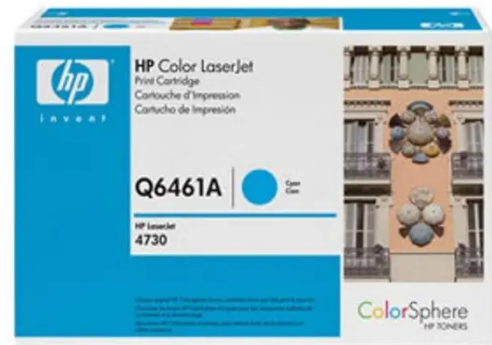 Q6461A
hp
invent
HP Color LaserJet
Print Cartridge
Cartouche d'Impression
Cartucho de Impresión
Q6461A
Cyan
Cian
HP LaserJet
4730
ColorSphere
HP TONERS